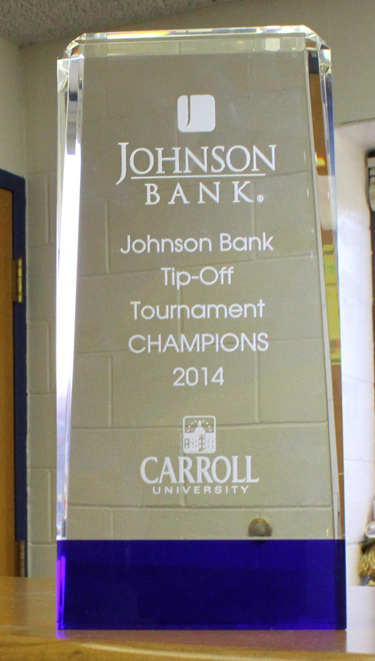 JOHNSON
BANK®
Johnson Bank
Tip-Off
Tournament
CHAMPIONS
2014
CARROLL
UNIVERSITY